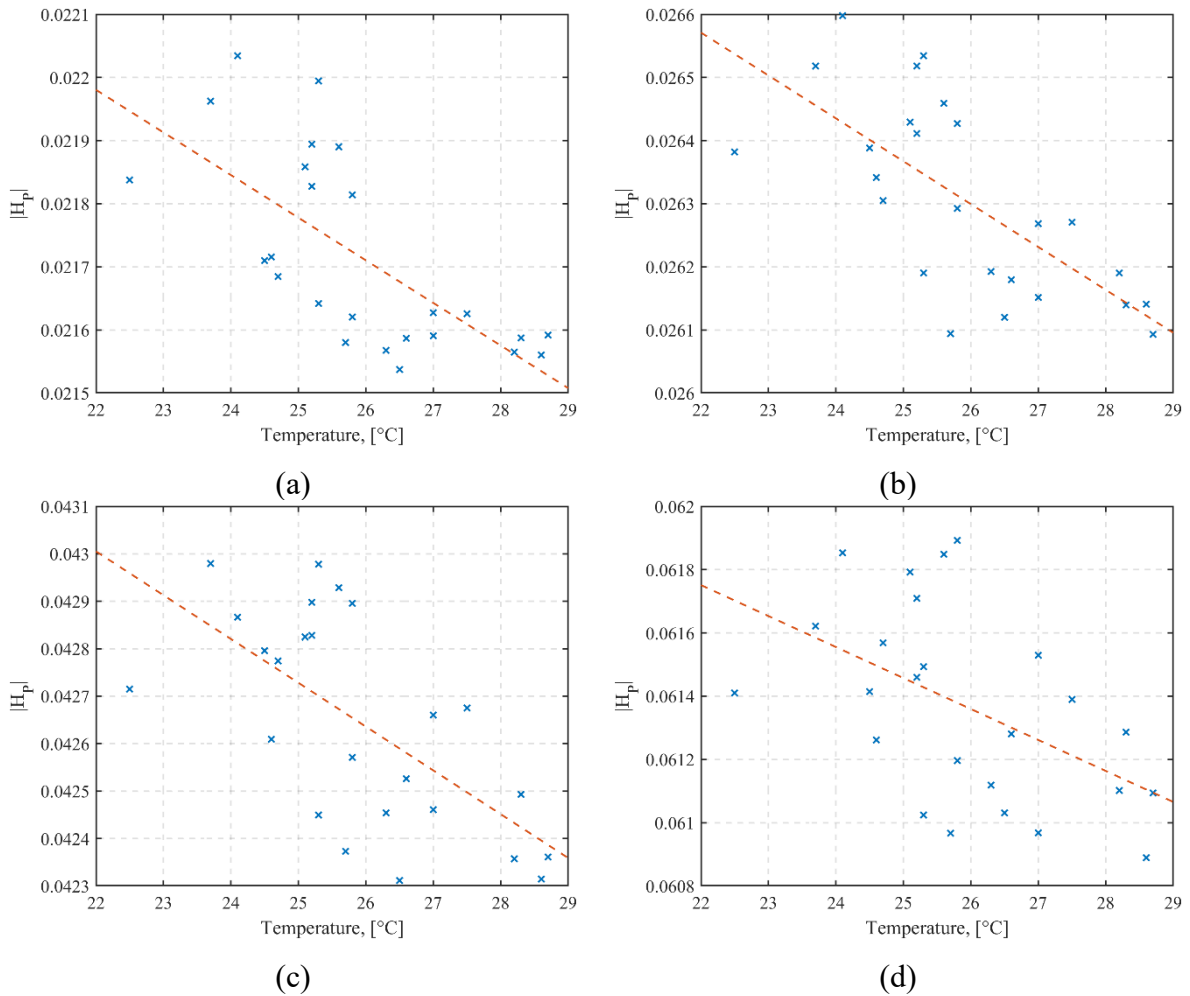 0.0221
0.022
0.0219
0.0218
0.0217
0.0216
0.0215
|H_P|
22 23 24 25 26 27 28 29
Temperature, [°C]
(a)
0.0266
0.0265
0.0264
0.0263
0.0262
0.0261
0.026
|H_P|
22 23 24 25 26 27 28 29
Temperature, [°C]
(b)
0.0431
0.043
0.0429
0.0428
0.0427
0.0426
0.0425
0.0424
0.0423
|H_P|
22 23 24 25 26 27 28 29
Temperature, [°C]
(c)
0.062
0.0618
0.0616
0.0614
0.0612
0.061
0.0608
|H_P|
22 23 24 25 26 27 28 29
Temperature, [°C]
(d)